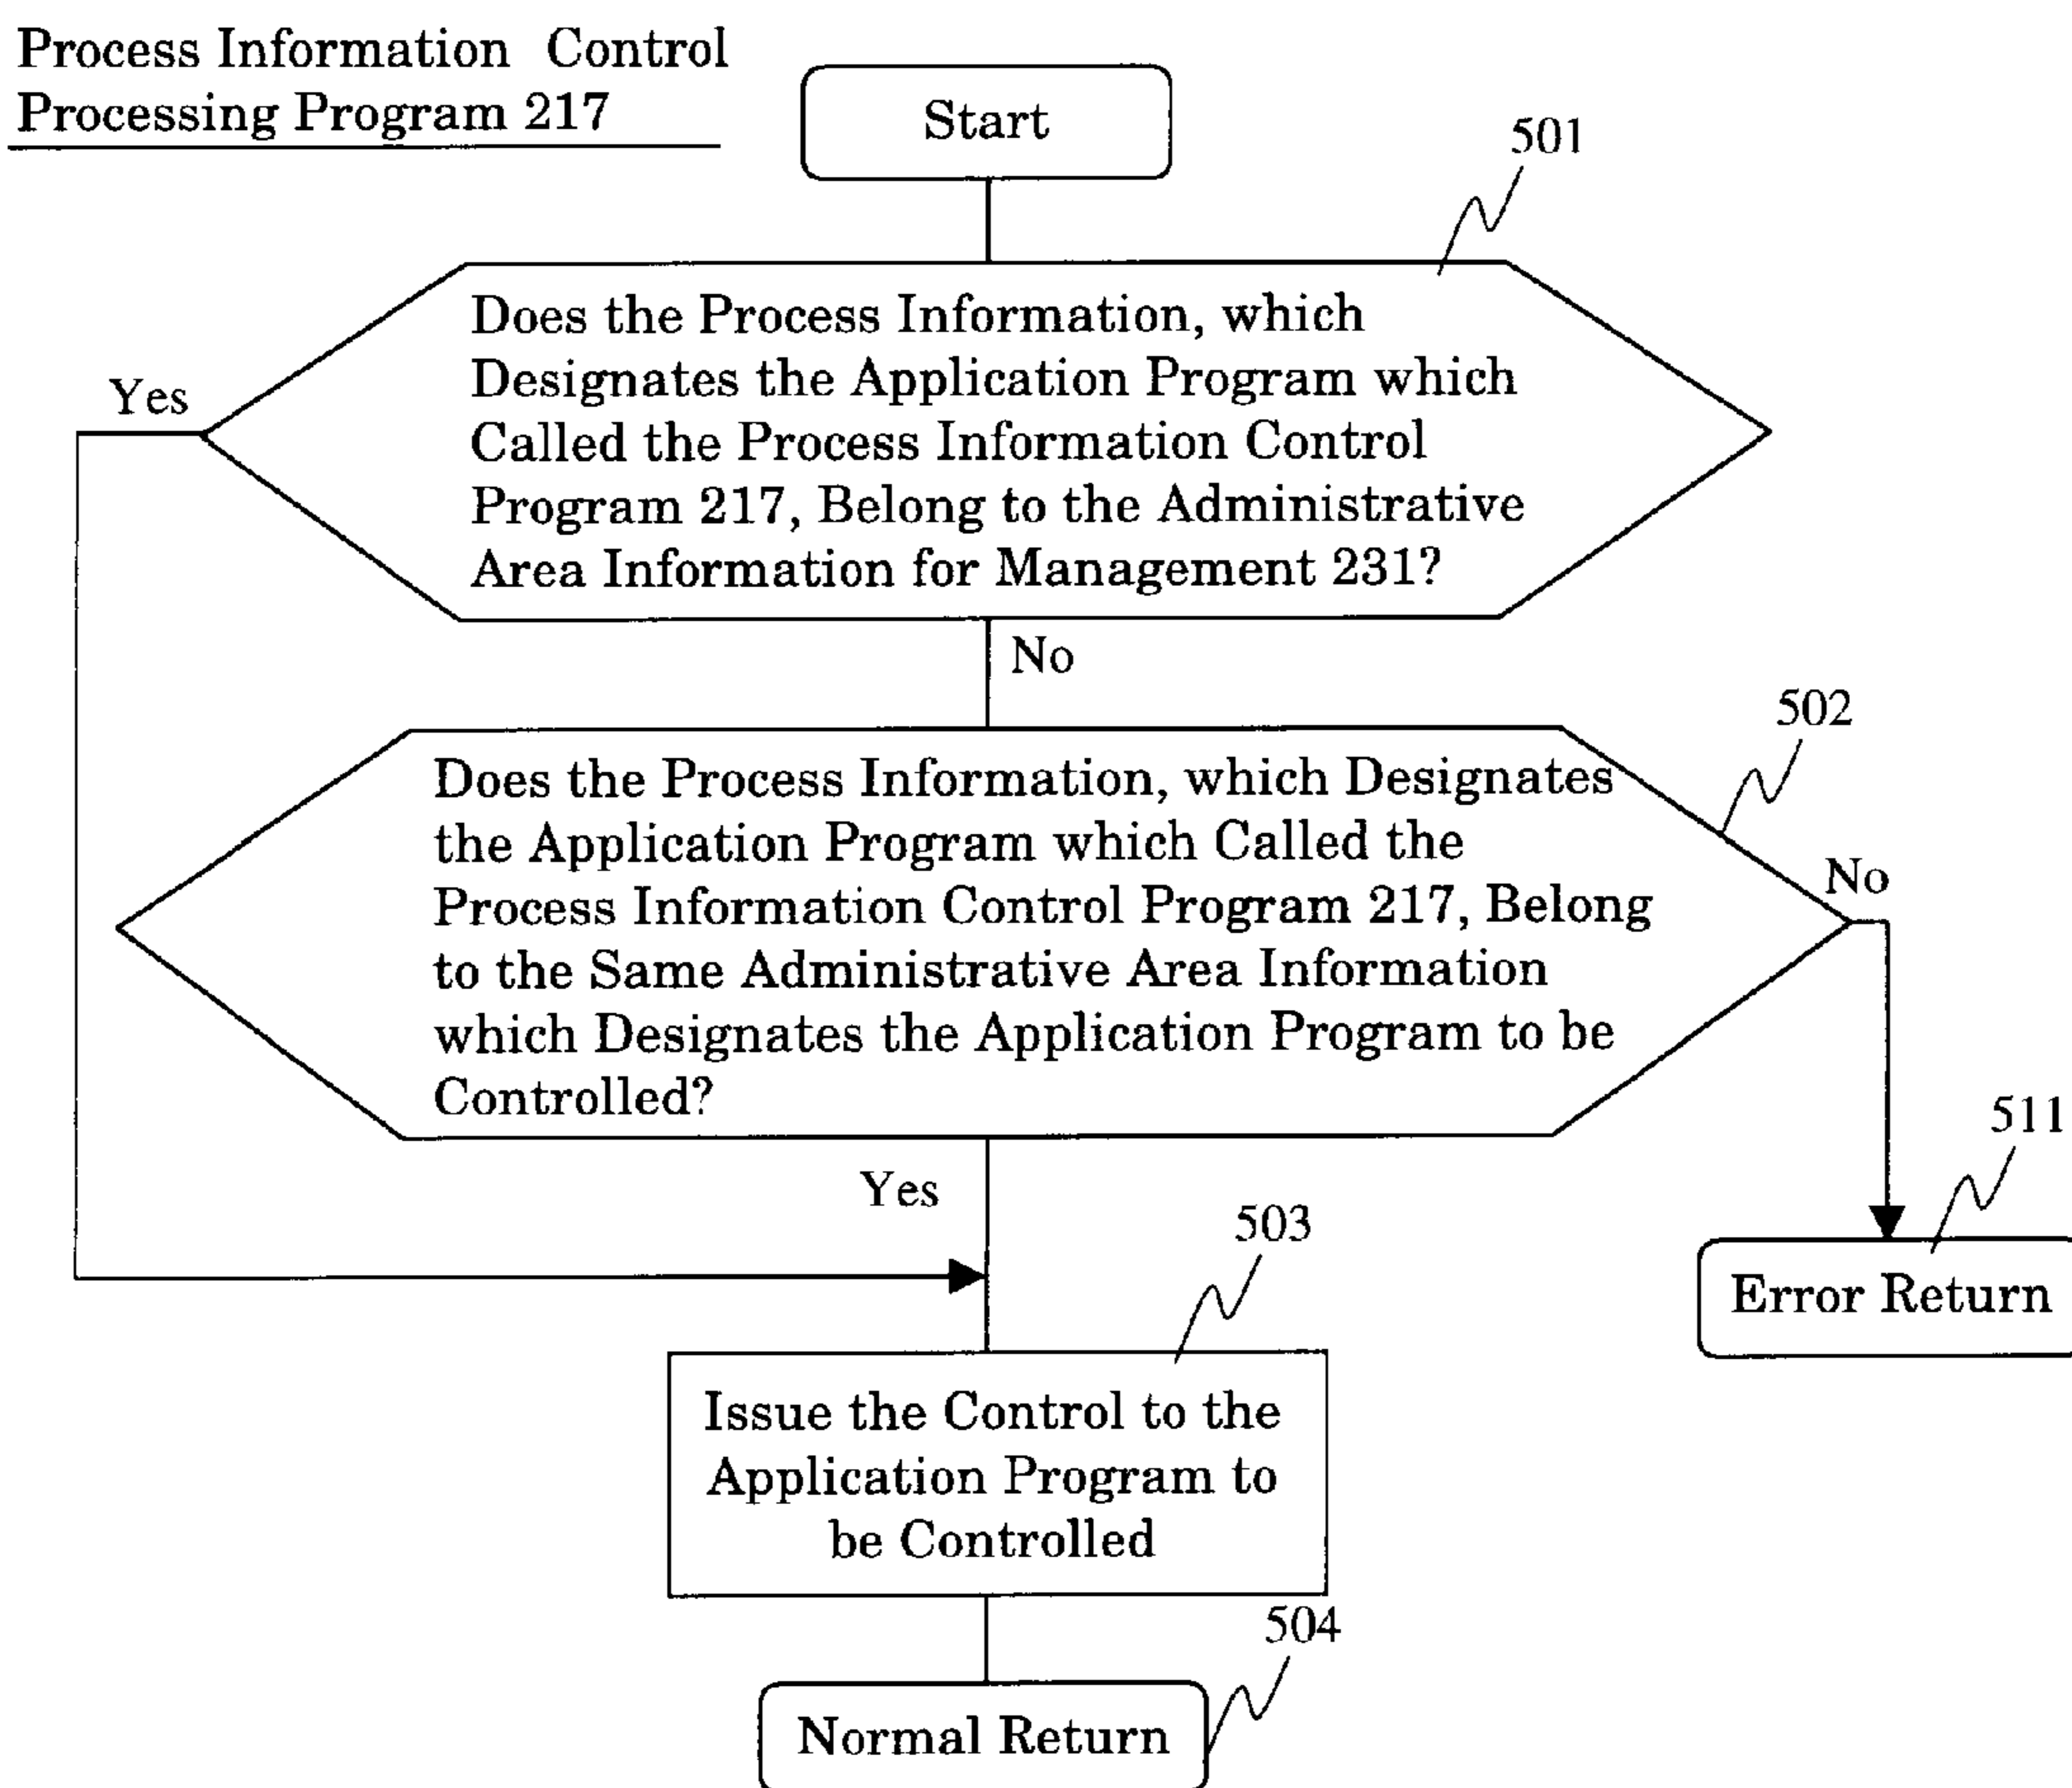 Process Information Control
Processing Program 217
Start
501
Does the Process Information, which
Designates the Application Program which
Called the Process Information Control
Program 217, Belong to the Administrative
Area Information for Management 231?
Yes
No
502
Does the Process Information, which Designates
the Application Program which Called the
Process Information Control Program 217, Belong
to the Same Administrative Area Information
which Designates the Application Program to be
Controlled?
No
Yes
511
Error Return
503
Issue the Control to the
Application Program to
be Controlled
504
Normal Return